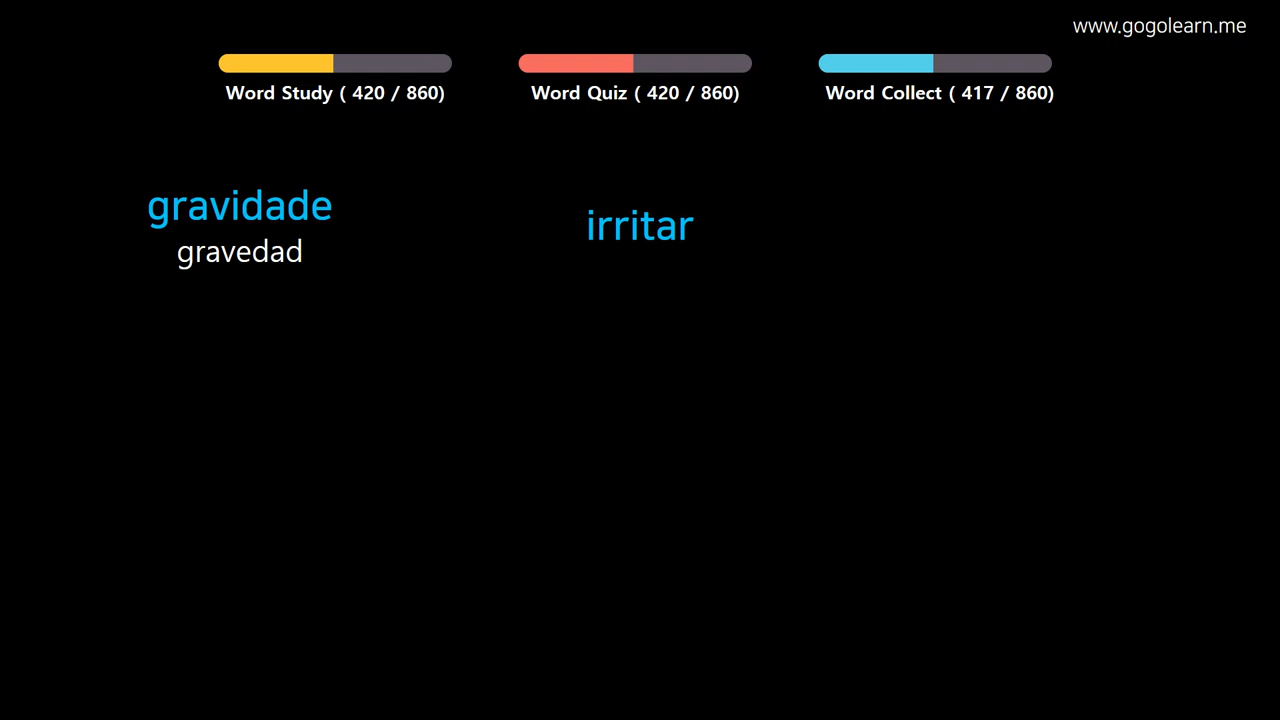 www.gogolearn.me
Word Study ( 420 / 860)
Word Quiz ( 420 / 860)
Word Collect ( 417 / 860)
gravidade
gravedad
irritar